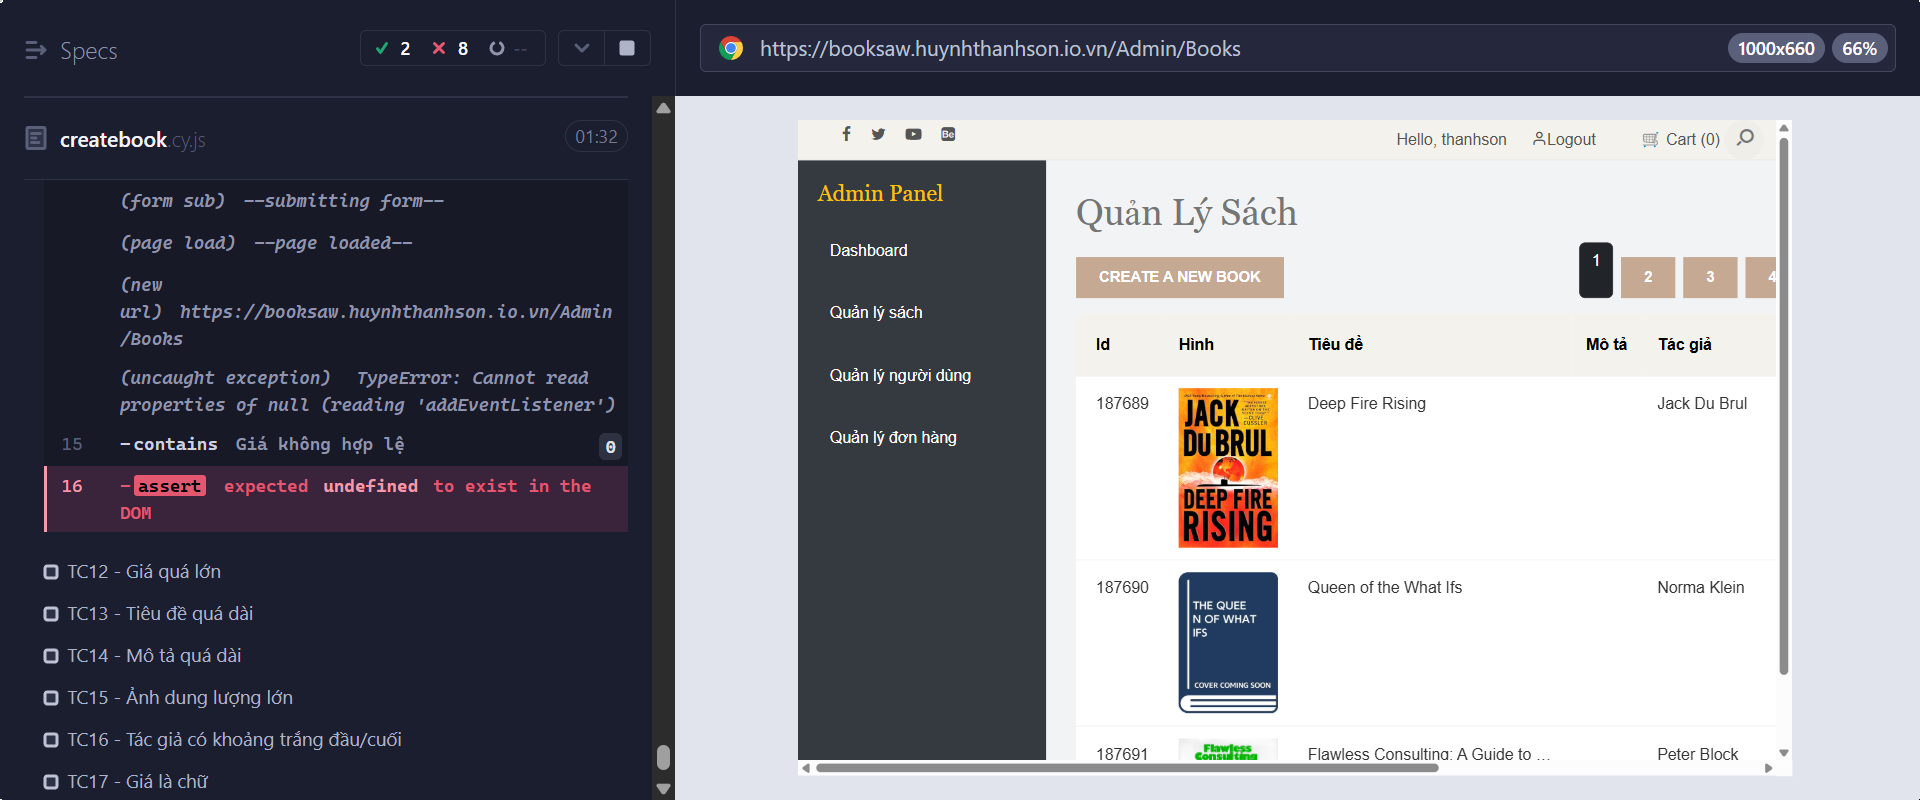 Specs
2
8
--
createbook.cy.js
01:32
(form sub) --submitting form--
(page load) --page loaded--
(new
url) https://booksaw.huynhthanhson.io.vn/Admin
/Books
(uncaught exception) TypeError: Cannot read
properties of null (reading 'addEventListener')
15 -contains Giá không hợp lệ 0
16 -assert expected undefined to exist in the
DOM
TC12 - Giá quá lớn
TC13 - Tiêu đề quá dài
TC14 - Mô tả quá dài
TC15 - Ảnh dung lượng lớn
TC16 - Tác giả có khoảng trắng đầu/cuối
TC17 - Giá là chữ
https://booksaw.huynhthanhson.io.vn/Admin/Books
1000x660
66%
Be
Hello, thanhson
Logout
Cart (0)
Admin Panel
Dashboard
Quản lý sách
Quản lý người dùng
Quản lý đơn hàng
Quản Lý Sách
CREATE A NEW BOOK
1
2
3
4
Id Hình Tiêu đề Mô tả Tác giả
187689 Deep Fire Rising Jack Du Brul
JACK
DU BRUL
DEEP FIRE
RISING
187690 Queen of the What Ifs Norma Klein
THE QUEE
N OF WHAT
IFS
COVER COMING SOON
187691 Flawless Consulting: A Guide to ... Peter Block
Flawless
Consulting